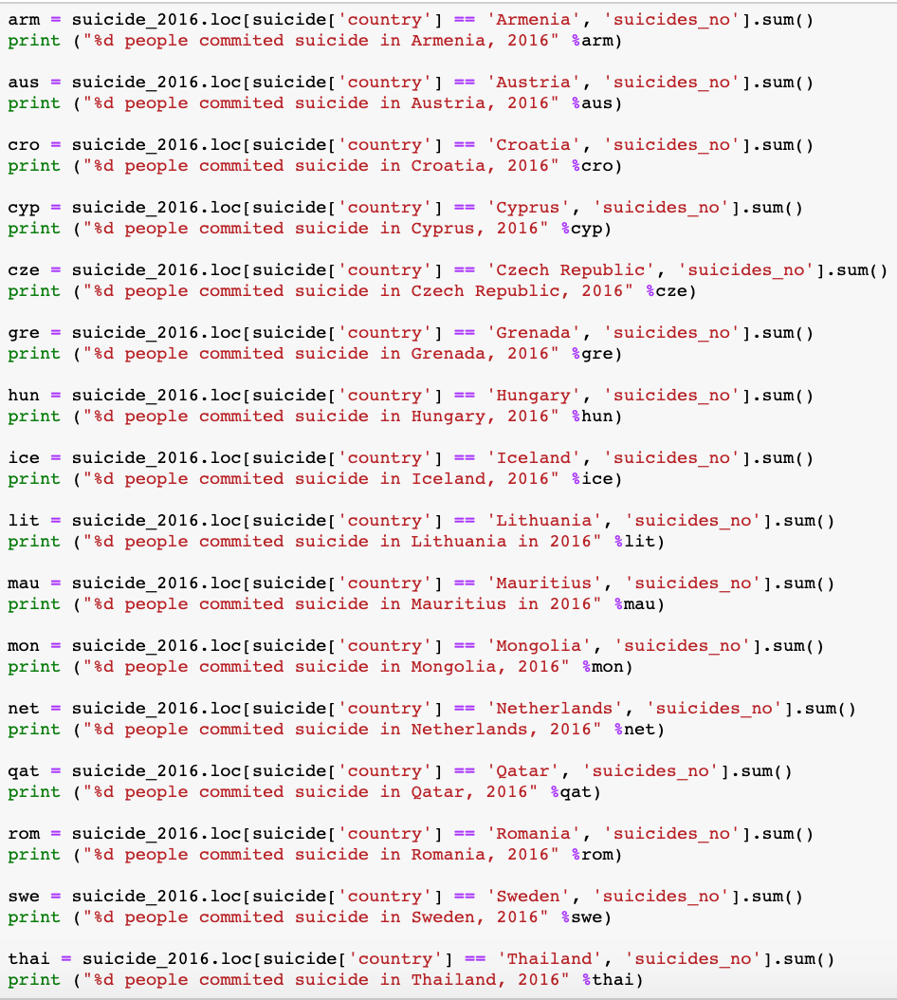 arm = suicide_2016.loc[suicide['country'] == 'Armenia', 'suicides_no'].sum()
print ("%d people commited suicide in Armenia, 2016" %arm)
aus = suicide_2016.loc[suicide['country'] == 'Austria', 'suicides_no'].sum()
print ("%d people commited suicide in Austria, 2016" %aus)
cro = suicide_2016.loc[suicide['country'] == 'Croatia', 'suicides_no'].sum()
print ("%d people commited suicide in Croatia, 2016" %cro)
cyp = suicide_2016.loc[suicide['country'] == 'Cyprus', 'suicides_no'].sum()
print ("%d people commited suicide in Cyprus, 2016" %cyp)
cze = suicide_2016.loc[suicide['country'] == 'Czech Republic', 'suicides_no'].sum()
print ("%d people commited suicide in Czech Republic, 2016" %cze)
gre = suicide_2016.loc[suicide['country'] == 'Grenada', 'suicides_no'].sum()
print ("%d people commited suicide in Grenada, 2016" %gre)
hun = suicide_2016.loc[suicide['country'] == 'Hungary', 'suicides_no'].sum()
print ("%d people commited suicide in Hungary, 2016" %hun)
ice = suicide_2016.loc[suicide['country'] == 'Iceland', 'suicides_no'].sum()
print ("%d people commited suicide in Iceland, 2016" %ice)
lit = suicide_2016.loc[suicide['country'] == 'Lithuania', 'suicides_no'].sum()
print ("%d people commited suicide in Lithuania in 2016" %lit)
mau = suicide_2016.loc[suicide['country'] == 'Mauritius', 'suicides_no'].sum()
print ("%d people commited suicide in Mauritius in 2016" %mau)
mon = suicide_2016.loc[suicide['country'] == 'Mongolia', 'suicides_no'].sum()
print ("%d people commited suicide in Mongolia, 2016" %mon)
net = suicide_2016.loc[suicide['country'] == 'Netherlands', 'suicides_no'].sum()
print ("%d people commited suicide in Netherlands, 2016" %net)
qat = suicide_2016.loc[suicide['country'] == 'Qatar', 'suicides_no'].sum()
print ("%d people commited suicide in Qatar, 2016" %qat)
rom = suicide_2016.loc[suicide['country'] == 'Romania', 'suicides_no'].sum()
print ("%d people commited suicide in Romania, 2016" %rom)
swe = suicide_2016.loc[suicide['country'] == 'Sweden', 'suicides_no'].sum()
print ("%d people commited suicide in Sweden, 2016" %swe)
thai = suicide_2016.loc[suicide['country'] == 'Thailand', 'suicides_no'].sum()
print ("%d people commited suicide in Thailand, 2016" %thai)